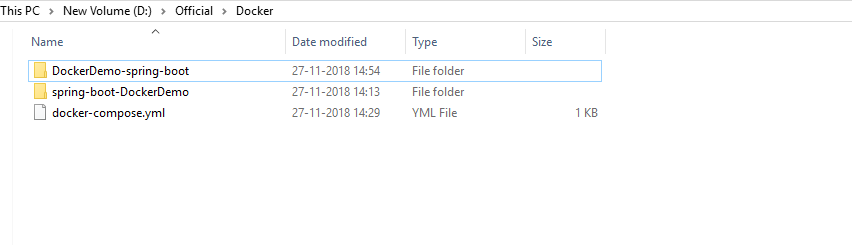 This PC > New Volume (D:) > Official > Docker
Name Date modified Type Size
DockerDemo-spring-boot 27-11-2018 14:54 File folder
spring-boot-DockerDemo 27-11-2018 14:13 File folder
docker-compose.yml 27-11-2018 14:29 YML File 1 KB